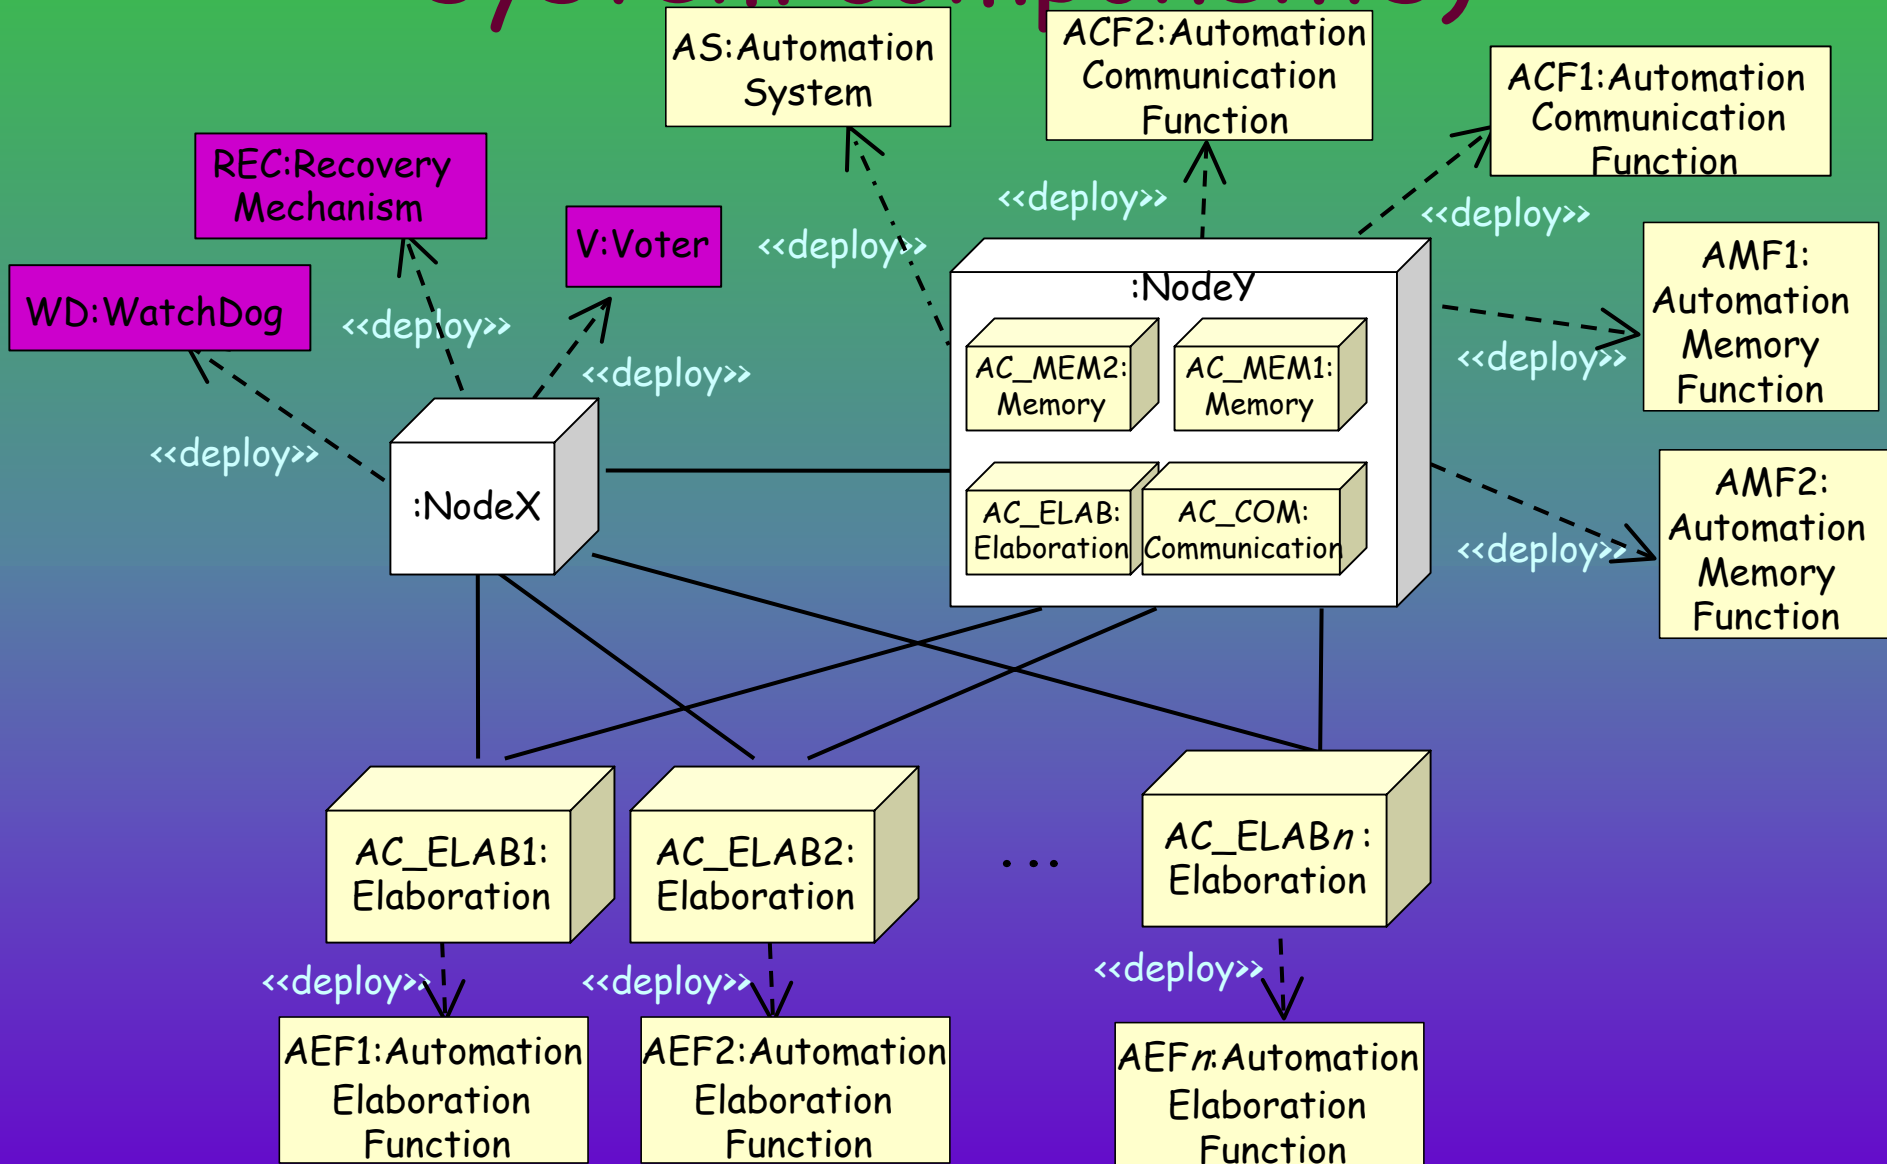 system components)
AS:Automation
System
ACF2:Automation
Communication
Function
ACF1:Automation
Communication
Function
REC:Recovery
Mechanism
V:Voter
WD:WatchDog
<<deploy>>
<<deploy>>
<<deploy>>
<<deploy>>
<<deploy>>
<<deploy>>
<<deploy>>
<<deploy>>
<<deploy>>
AMF1:
Automation
Memory
Function
AMF2:
Automation
Memory
Function
:NodeX
:NodeY
AC_MEM2:
Memory
AC_MEM1:
Memory
AC_ELAB:
Elaboration
AC_COM:
Communication
AC_ELAB1:
Elaboration
AC_ELAB2:
Elaboration
...
AC_ELABn:
Elaboration
<<deploy>>
<<deploy>>
<<deploy>>
AEF1:Automation
Elaboration
Function
AEF2:Automation
Elaboration
Function
AEFn:Automation
Elaboration
Function